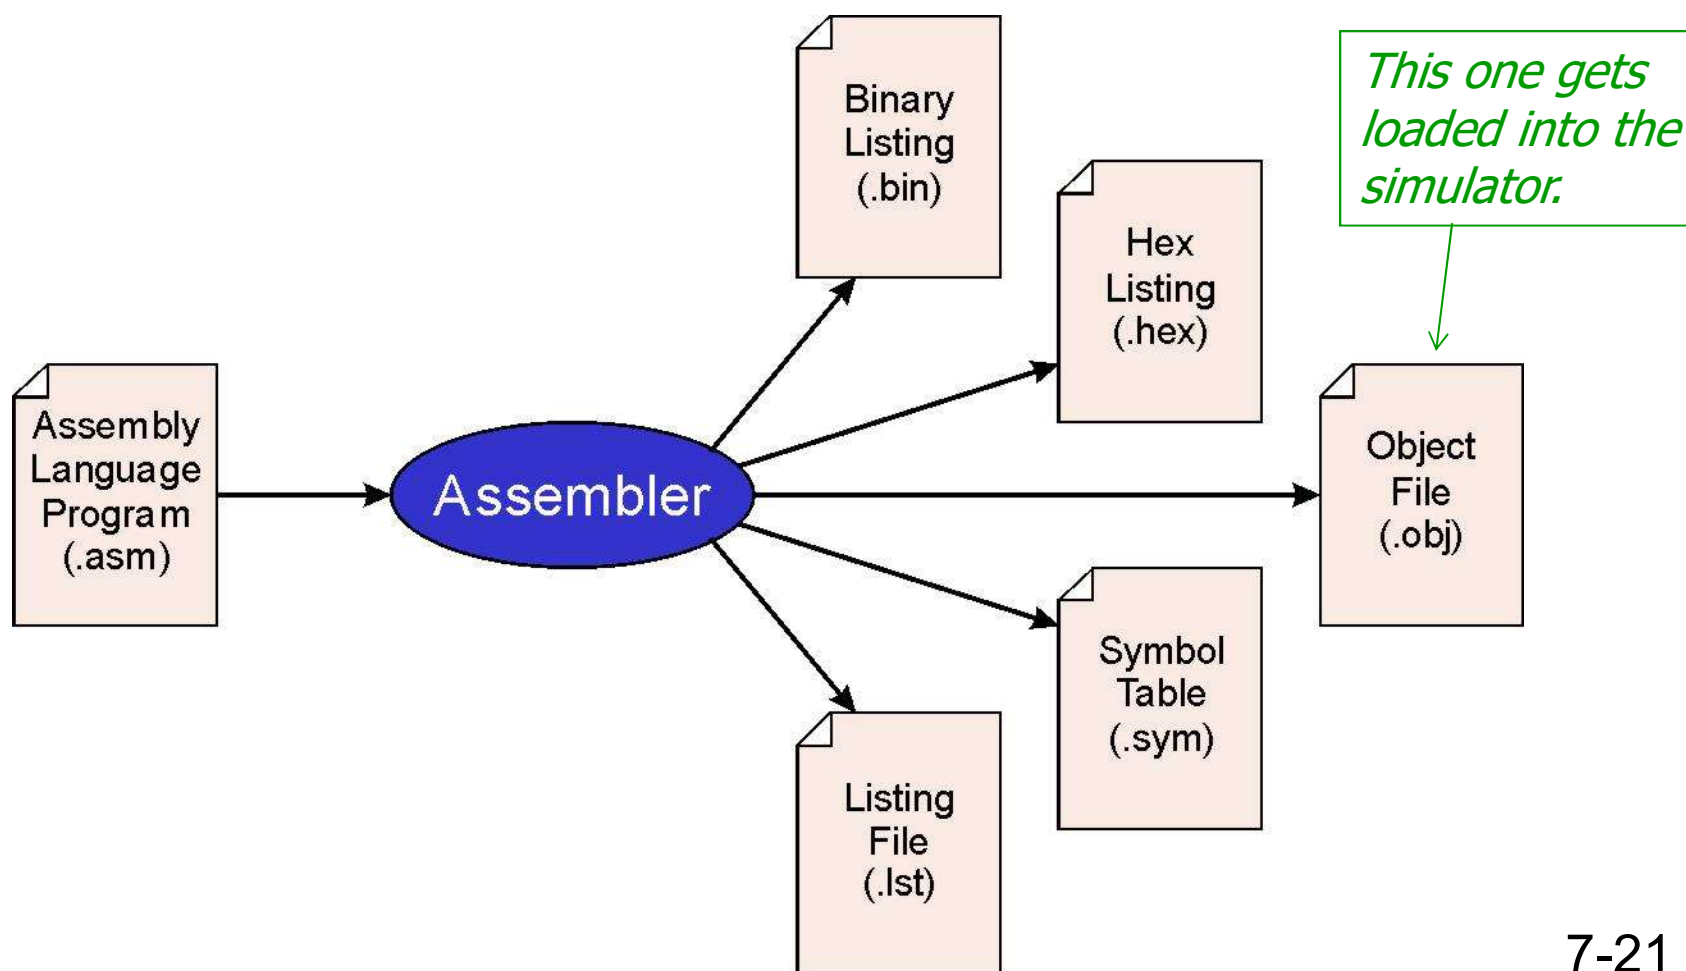 Binary
Listing
(.bin)
This one gets
loaded into the
simulator.
Hex
Listing
(.hex)
Assembly
Language
Program
(.asm)
Assembler
Object
File
(.obj)
Symbol
Table
(.sym)
Listing
File
(.lst)
7-21